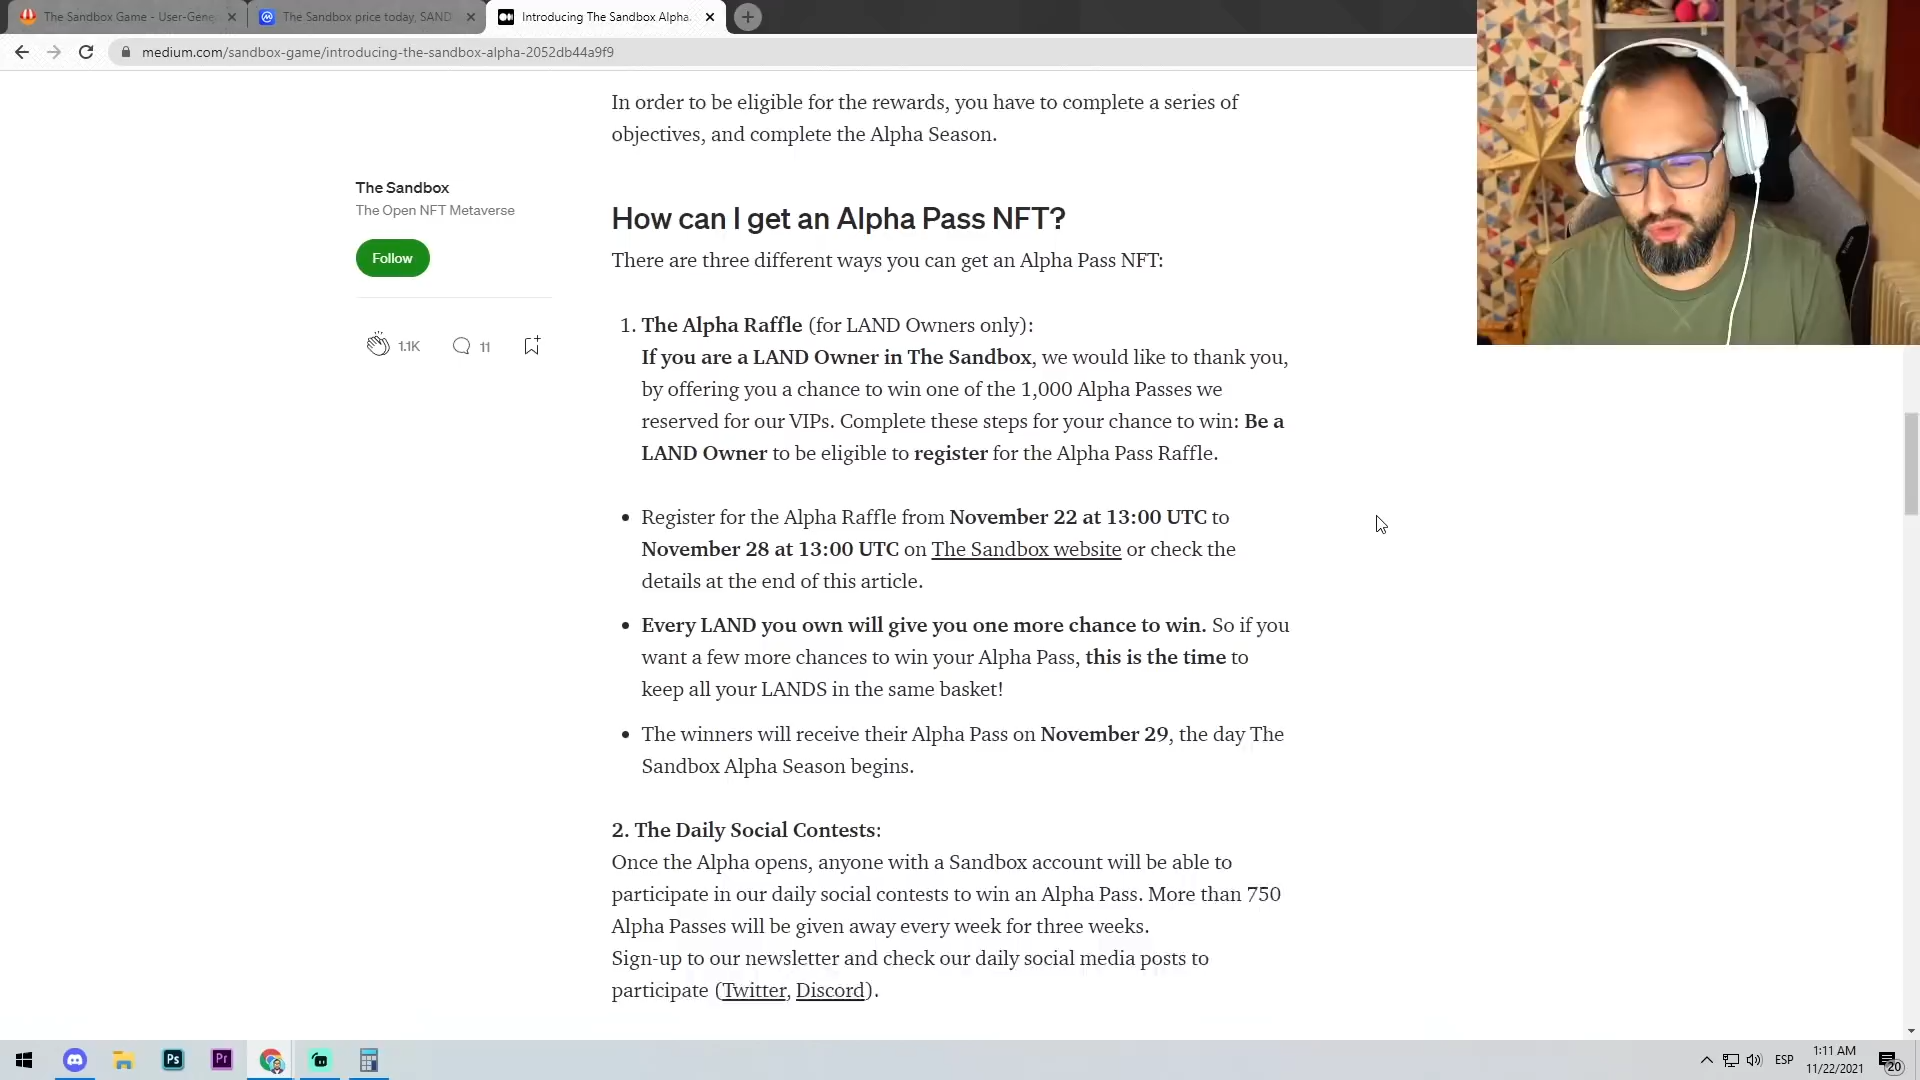 The Sandbox Game - User-Gene
The Sandbox price today, SAND
Introducing The Sandbox Alpha.
medium.com/sandbox-game/introducing-the-sandbox-alpha-2052db44a9f9
In order to be eligible for the rewards, you have to complete a series of
objectives, and complete the Alpha Season.
The Sandbox
The Open NFT Metaverse
Follow
1.1K
11
How can I get an Alpha Pass NFT?
There are three different ways you can get an Alpha Pass NFT:
1. The Alpha Raffle (for LAND Owners only):
If you are a LAND Owner in The Sandbox, we would like to thank you,
by offering you a chance to win one of the 1,000 Alpha Passes we
reserved for our VIPs. Complete these steps for your chance to win: Be a
LAND Owner to be eligible to register for the Alpha Pass Raffle.
• Register for the Alpha Raffle from November 22 at 13:00 UTC to
November 28 at 13:00 UTC on The Sandbox website or check the
details at the end of this article.
• Every LAND you own will give you one more chance to win. So if you
want a few more chances to win your Alpha Pass, this is the time to
keep all your LANDS in the same basket!
• The winners will receive their Alpha Pass on November 29, the day The
Sandbox Alpha Season begins.
2. The Daily Social Contests:
Once the Alpha opens, anyone with a Sandbox account will be able to
participate in our daily social contests to win an Alpha Pass. More than 750
Alpha Passes will be given away every week for three weeks.
Sign-up to our newsletter and check our daily social media posts to
participate (Twitter, Discord).
Ps
Pr
ESP
1:11 AM
11/22/2021
20